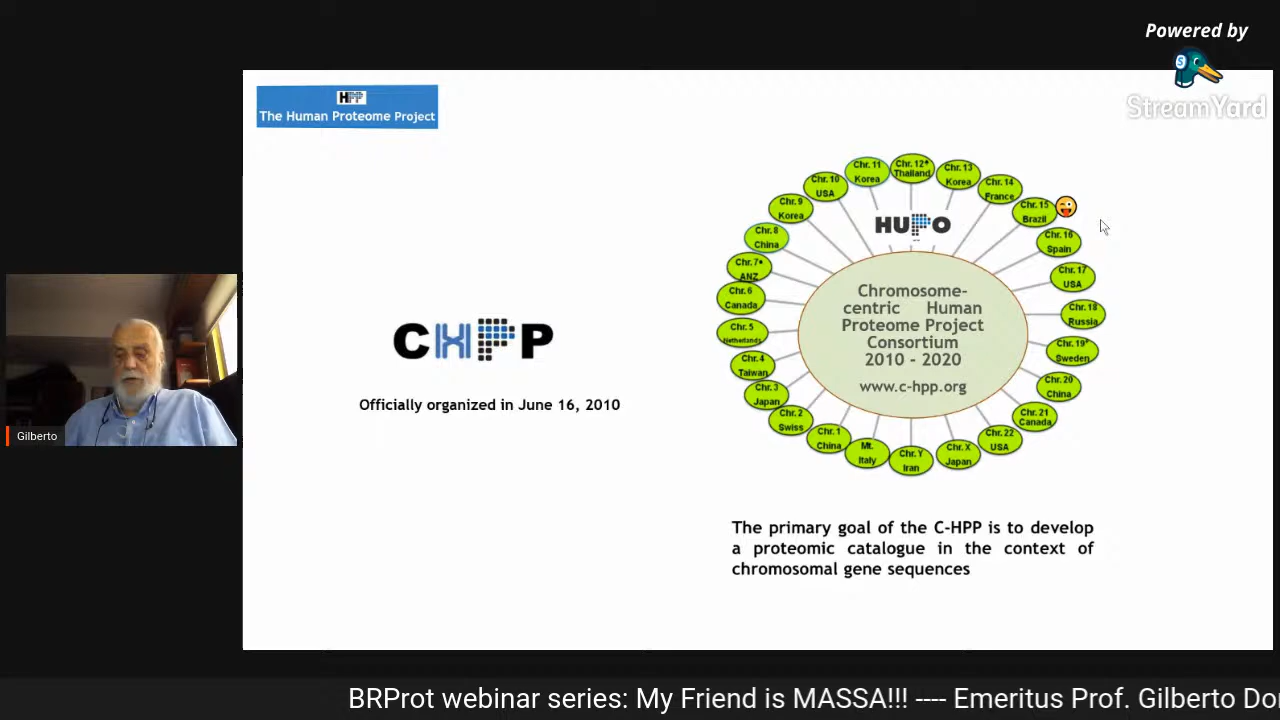 Powered by
StreamYard
HPP
The Human Proteome Project
CHPP
Officially organized in June 16, 2010
HUPO
Chromosome-
centric Human
Proteome Project
Consortium
2010 - 2020
www.c-hpp.org
Chr. 1
China
Chr. 2
Swiss
Chr. 3
Japan
Chr. 4
Taiwan
Chr. 5
Netherlands
Chr. 6
Canada
Chr. 7*
ANZ
Chr. 8
China
Chr. 9
Korea
Chr. 10
USA
Chr. 11
Korea
Chr. 12*
Thailand
Chr. 13
Korea
Chr. 14
France
Chr. 15
Brazil
Chr. 16
Spain
Chr. 17
USA
Chr. 18
Russia
Chr. 19*
Sweden
Chr. 20
China
Chr. 21
Canada
Chr. 22
USA
Chr. X
Japan
Chr. Y
Iran
Mt.
Italy
The primary goal of the C-HPP is to develop
a proteomic catalogue in the context of
chromosomal gene sequences
Gilberto
BRProt webinar series: My Friend is MASSA!!! ---- Emeritus Prof. Gilberto Do